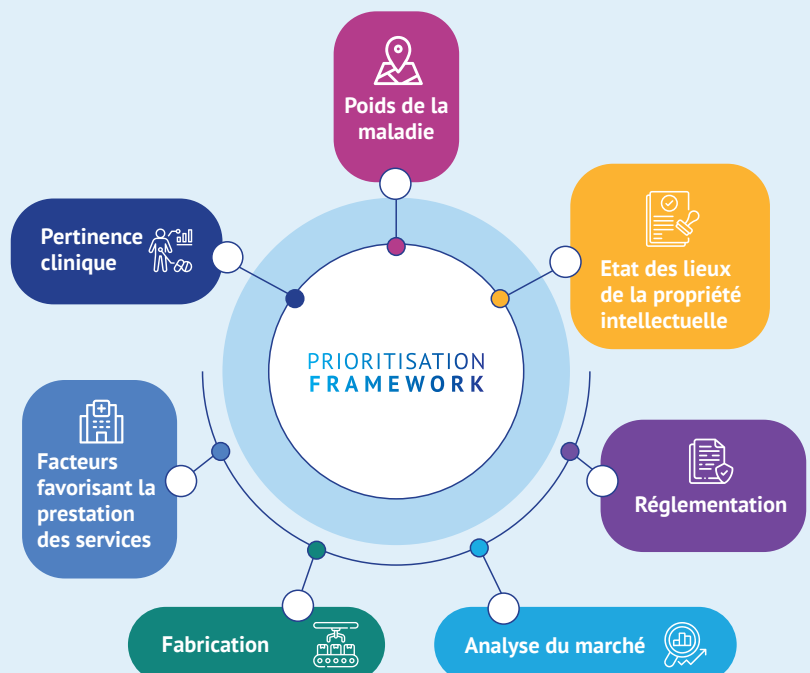 Poids de la
maladie
Pertinence
clinique
Etat des lieux
de la propriété
intellectuelle
PRIORITISATION
FRAMEWORK
Facteurs
favorisant la
prestation
des services
Réglementation
Fabrication
Analyse du marché